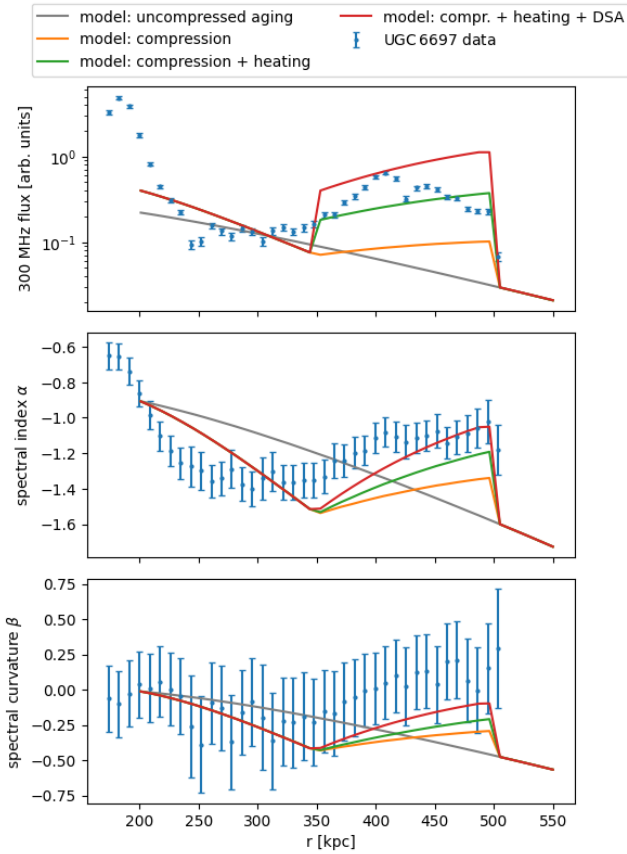 model: uncompressed aging
model: compression
model: compression + heating
model: compr. + heating + DSA
UGC 6697 data
300 MHz flux [arb. units]
10⁰
10⁻¹
spectral index α
−0.6
−0.8
−1.0
−1.2
−1.4
−1.6
spectral curvature β
0.75
0.50
0.25
0.00
−0.25
−0.50
−0.75
200 250 300 350 400 450 500 550
r [kpc]